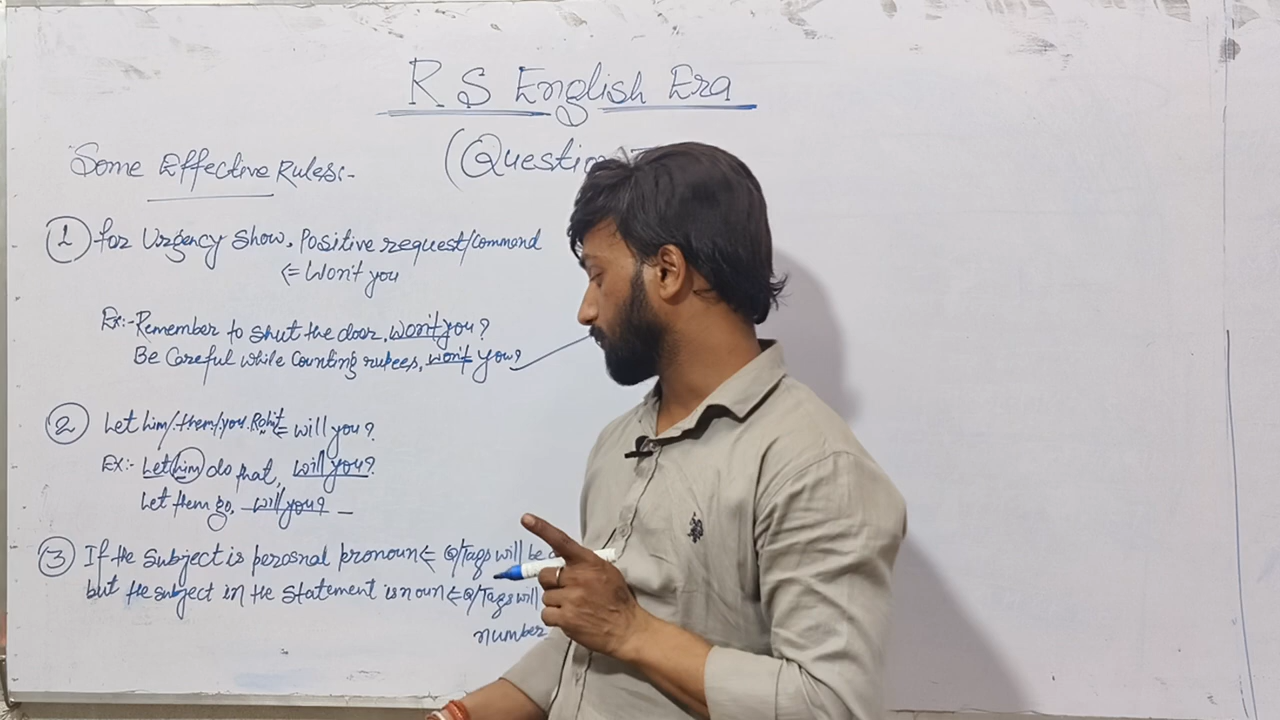 R S English Era
(Question
Some Effective Rules:-
1 for Urgency Show, Positive request/Command
<= Won't you
Ex:- Remember to shut the door, won't you?
Be Careful while Counting rupees, won't you?
2 Let him/them/you. Rohit <= will you?
Ex:- Let him do that, will you?
Let them go, will you?
3 If the subject is perosnal pronoun <= Q/Tags will be
but the subject in the statement is noun <= Q/Tags will
number